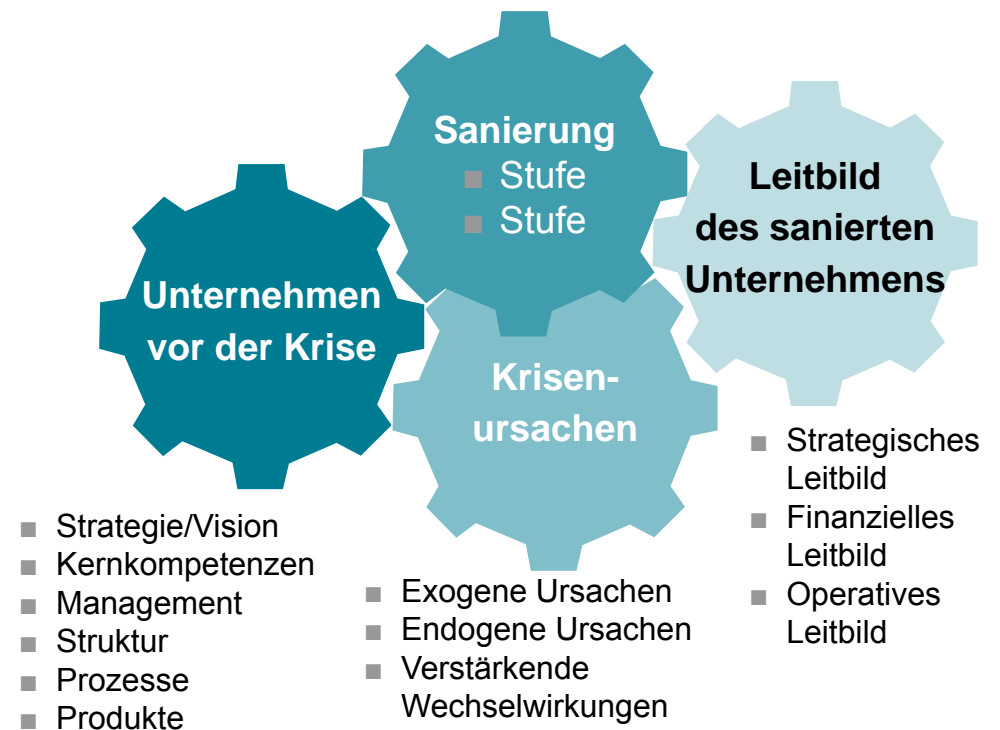 Sanierung
■ Stufe
■ Stufe
Leitbild
des sanierten
Unternehmens
Unternehmen
vor der Krise
Krisen-
ursachen
■ Strategie/Vision
■ Kernkompetenzen
■ Management
■ Struktur
■ Prozesse
■ Produkte
■ Exogene Ursachen
■ Endogene Ursachen
■ Verstärkende
Wechselwirkungen
■ Strategisches
Leitbild
■ Finanzielles
Leitbild
■ Operatives
Leitbild